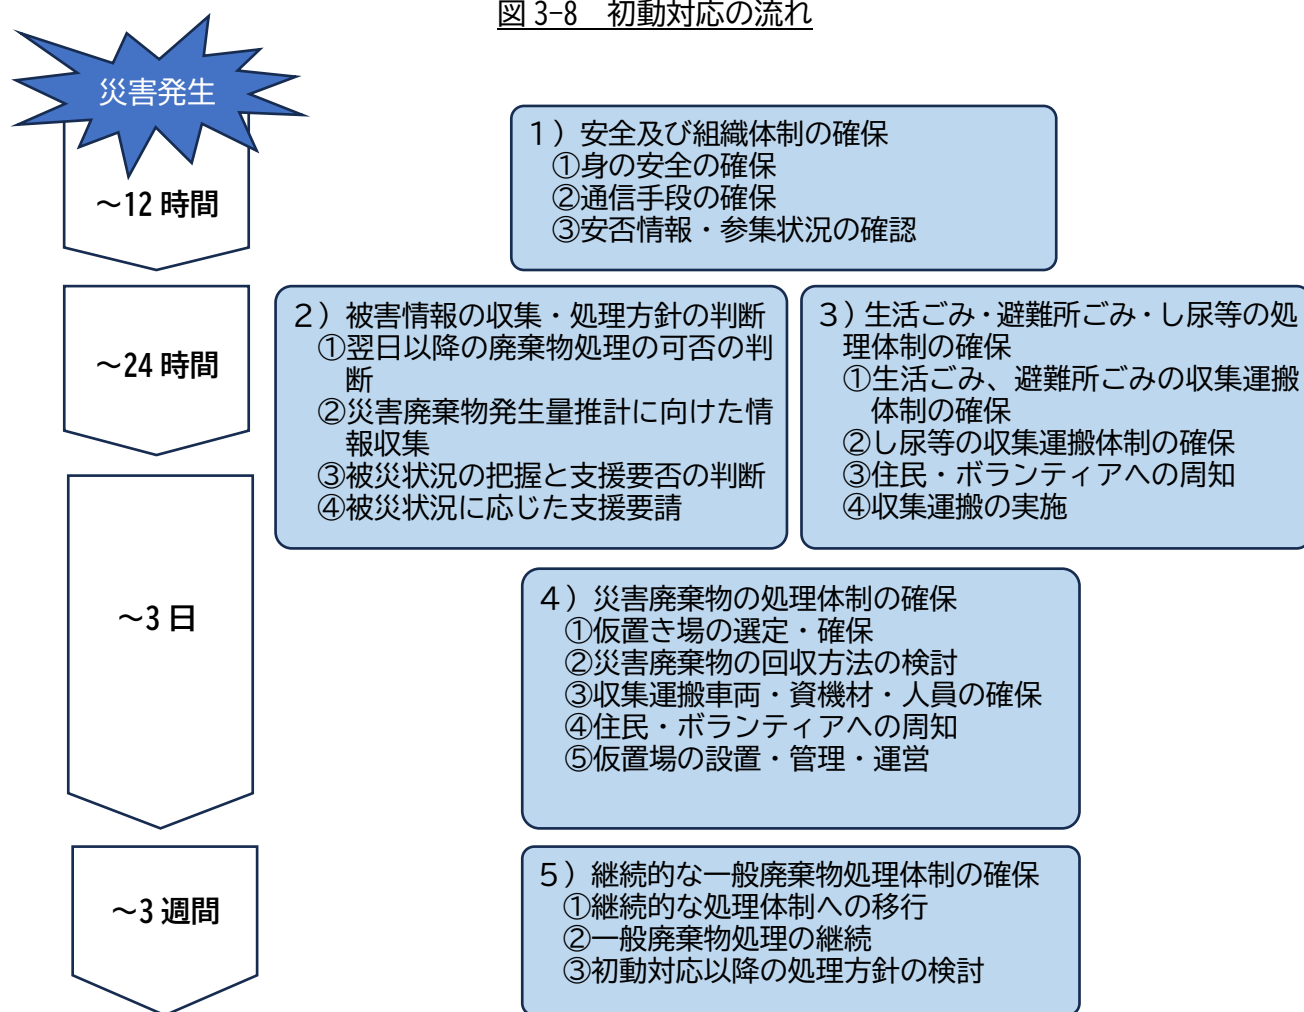 図 3-8　初動対応の流れ
災害発生
～12 時間
1）安全及び組織体制の確保
①身の安全の確保
②通信手段の確保
③安否情報・参集状況の確認
～24 時間
2）被害情報の収集・処理方針の判断
①翌日以降の廃棄物処理の可否の判
断
②災害廃棄物発生量推計に向けた情
報収集
③被災状況の把握と支援要否の判断
④被災状況に応じた支援要請
3）生活ごみ・避難所ごみ・し尿等の処
理体制の確保
①生活ごみ、避難所ごみの収集運搬
体制の確保
②し尿等の収集運搬体制の確保
③住民・ボランティアへの周知
④収集運搬の実施
～3 日
4）災害廃棄物の処理体制の確保
①仮置き場の選定・確保
②災害廃棄物の回収方法の検討
③収集運搬車両・資機材・人員の確保
④住民・ボランティアへの周知
⑤仮置場の設置・管理・運営
～3 週間
5）継続的な一般廃棄物処理体制の確保
①継続的な処理体制への移行
②一般廃棄物処理の継続
③初動対応以降の処理方針の検討